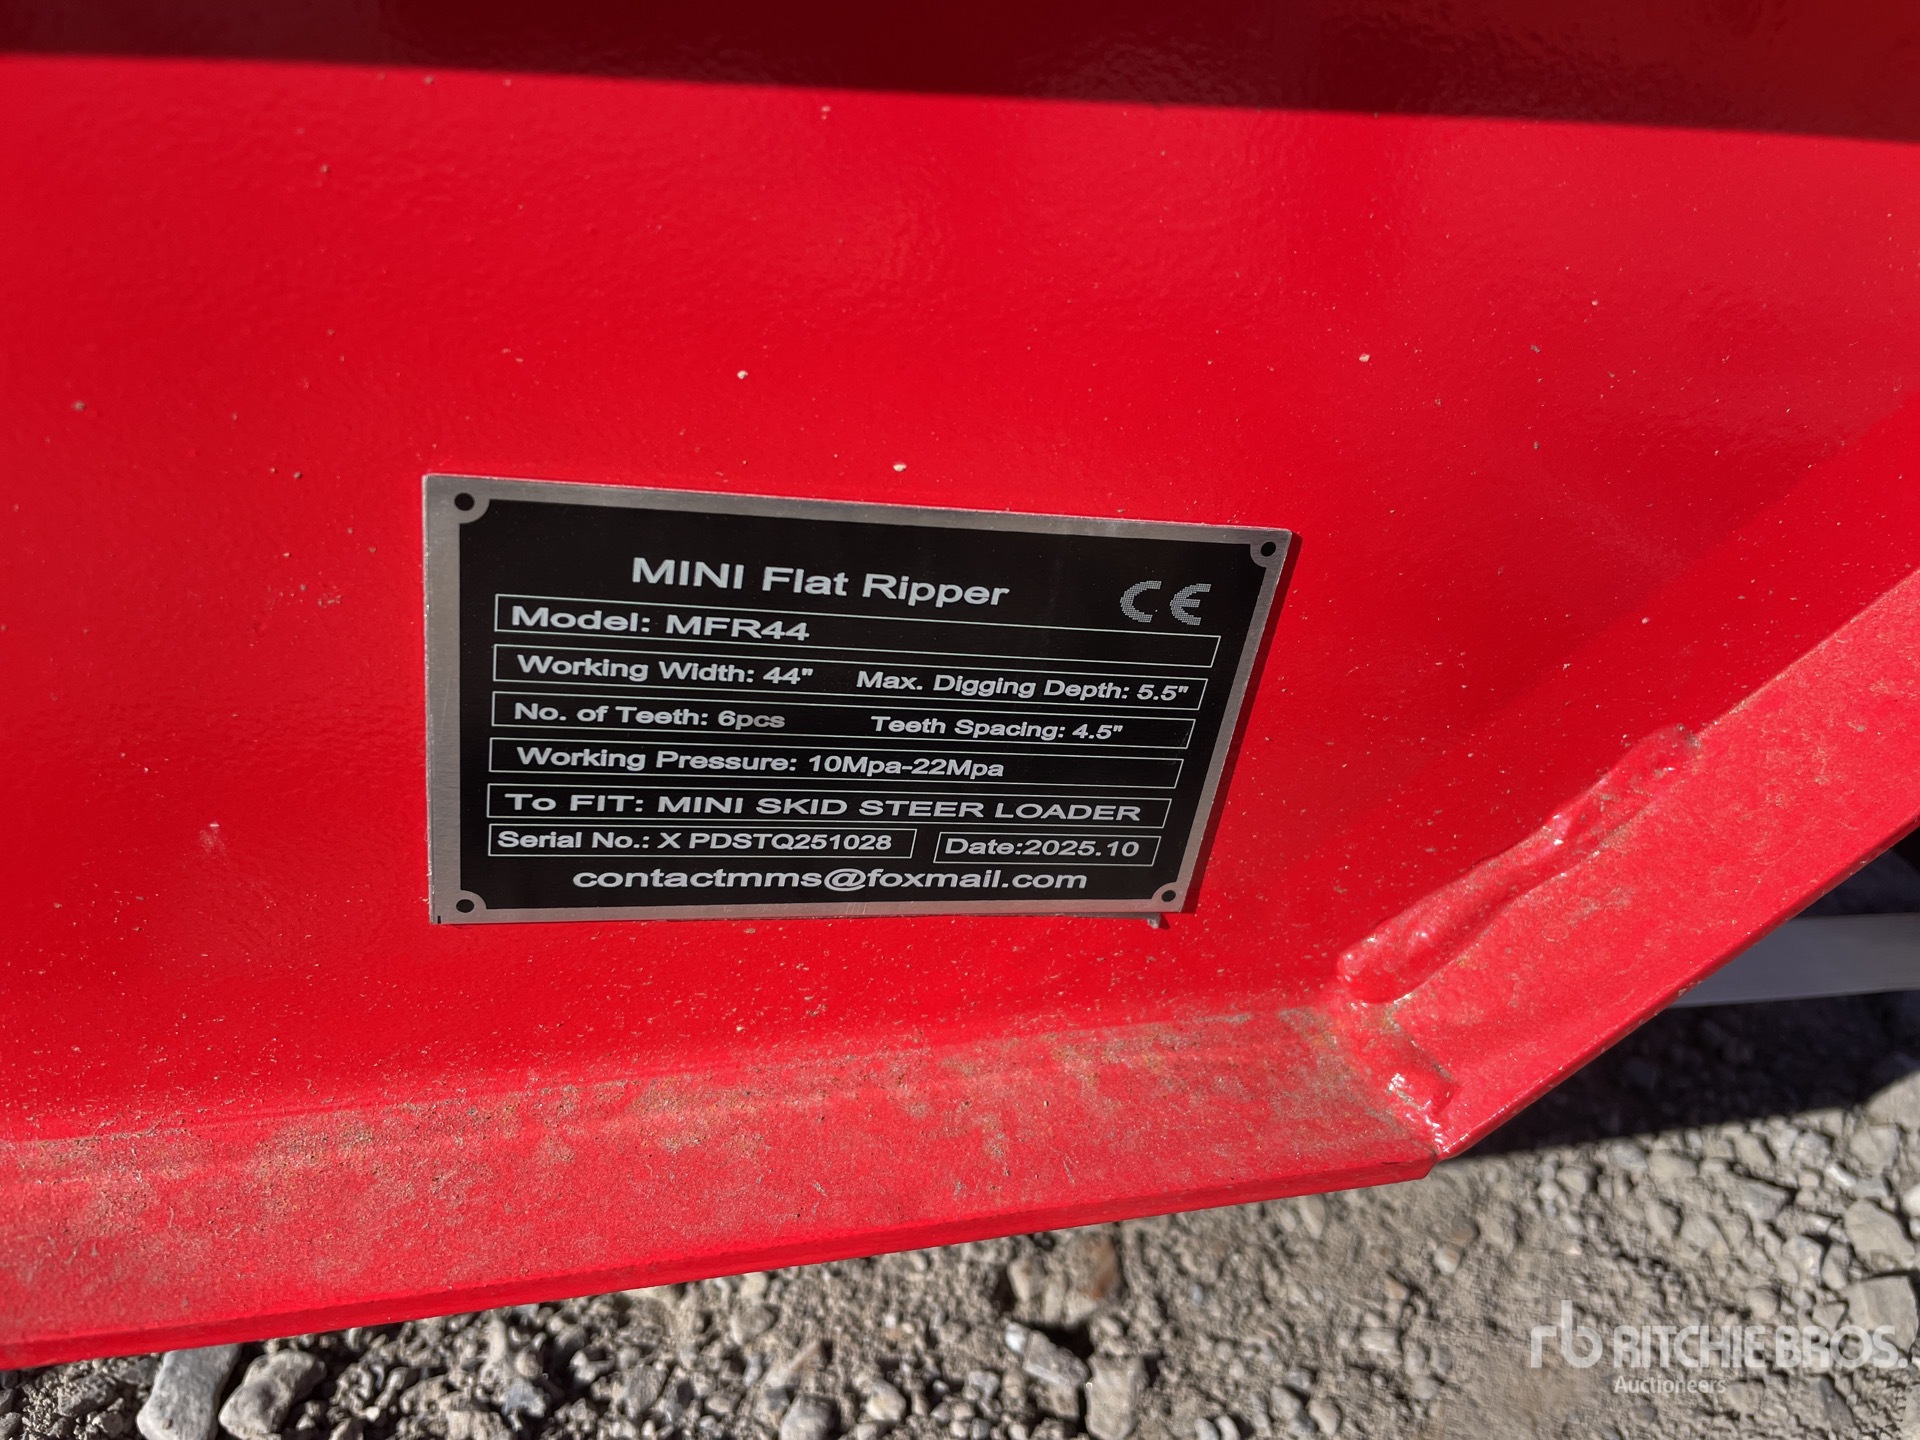 MINI Flat Ripper
CE
Model: MFR44
Working Width: 44" Max. Digging Depth: 5.5"
No. of Teeth: 6pcs Teeth Spacing: 4.5"
Working Pressure: 10Mpa-22Mpa
To FIT: MINI SKID STEER LOADER
Serial No.: X PDSTQ251028 Date:2025.10
contactmms@foxmail.com
rb RITCHIE BROS.
Auctioneers